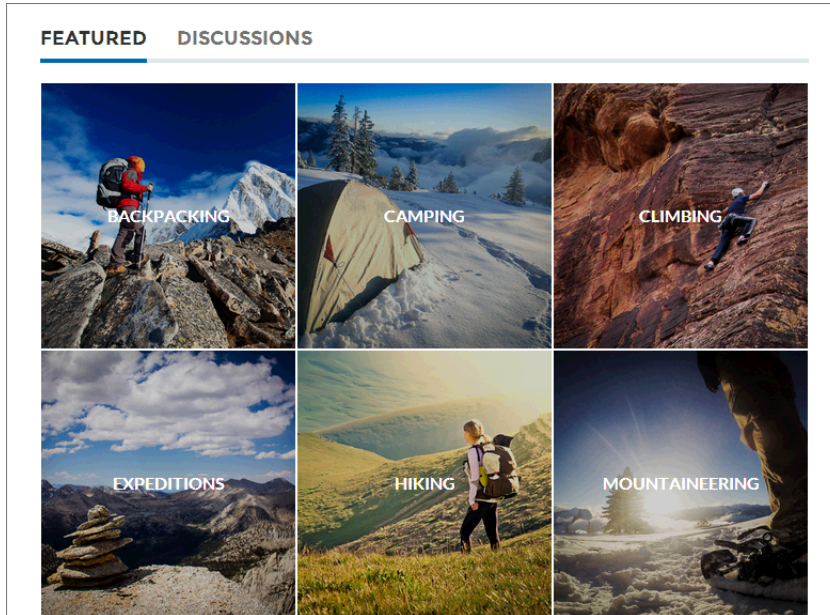 FEATURED DISCUSSIONS
BACKPACKING CAMPING CLIMBING
EXPEDITIONS HIKING MOUNTAINEERING